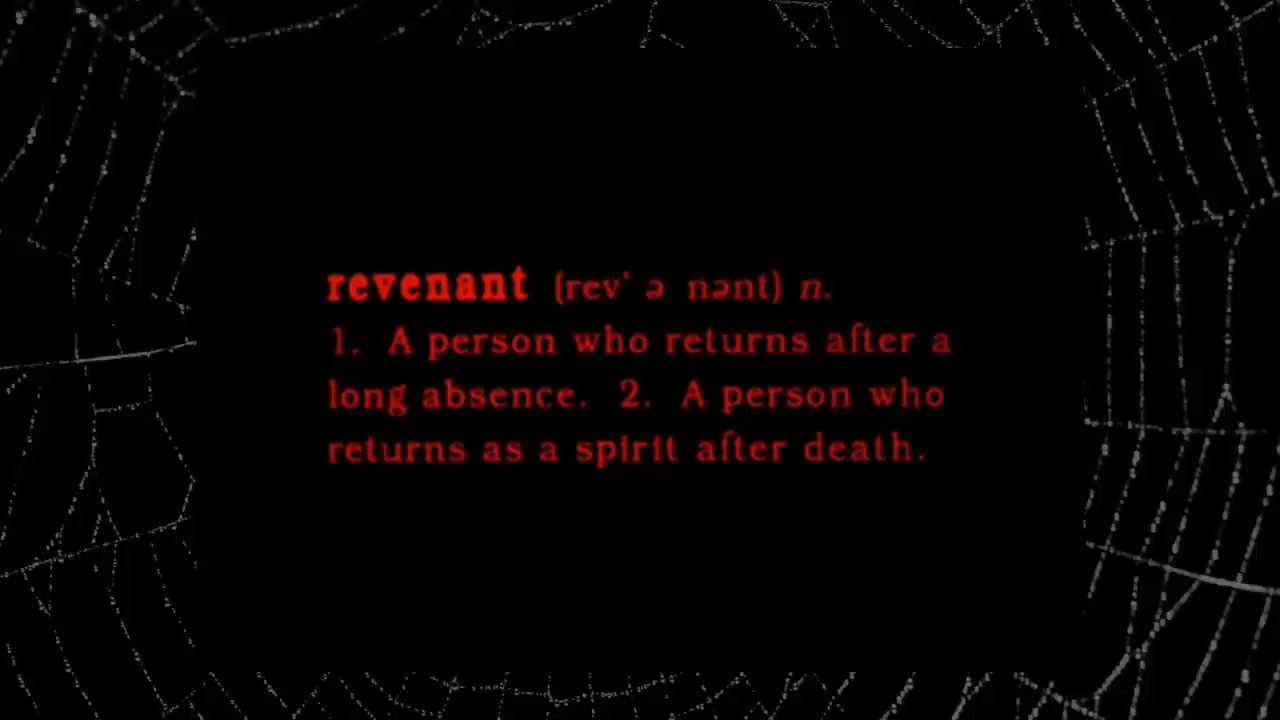 revenant (rev' ə nənt) n.
1. A person who returns after a
long absence. 2. A person who
returns as a spirit after death.